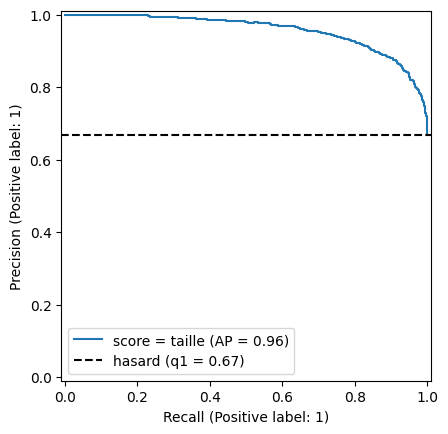 1.0
0.8
0.6
0.4
0.2
0.0
Precision (Positive label: 1)
score = taille (AP = 0.96)
hasard (q1 = 0.67)
0.0 0.2 0.4 0.6 0.8 1.0
Recall (Positive label: 1)